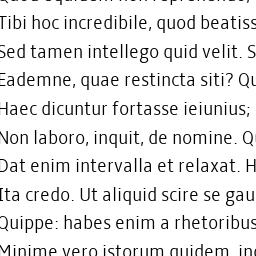 Tibi hoc incredibile, quod beatiss
Sed tamen intellego quid velit. S
Eademne, quae restincta siti? Qu
Haec dicuntur fortasse ieiunius;
Non laboro, inquit, de nomine. Qu
Dat enim intervalla et relaxat. H
Ita credo. Ut aliquid scire se gau
Quippe: habes enim a rhetoribus
Minime vero istorum quidem, inq